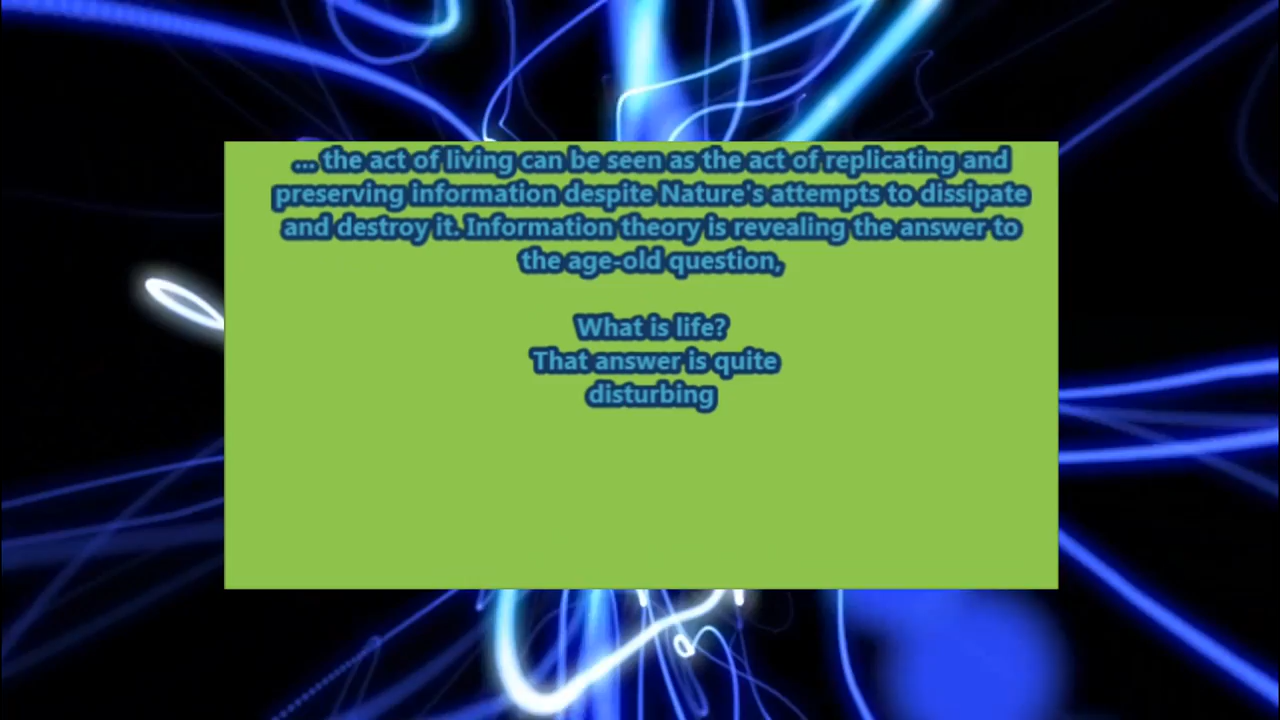 ... the act of living can be seen as the act of replicating and
preserving information despite Nature's attempts to dissipate
and destroy it. Information theory is revealing the answer to
the age-old question,
What is life?
That answer is quite
disturbing